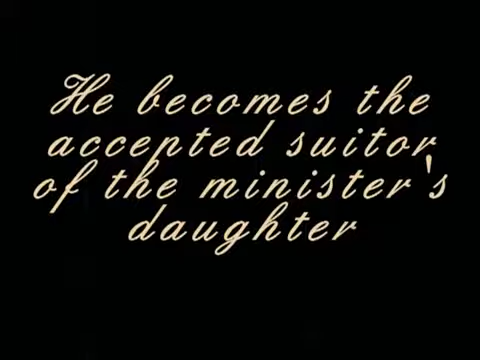 He becomes the
accepted suitor
of the minister's
daughter